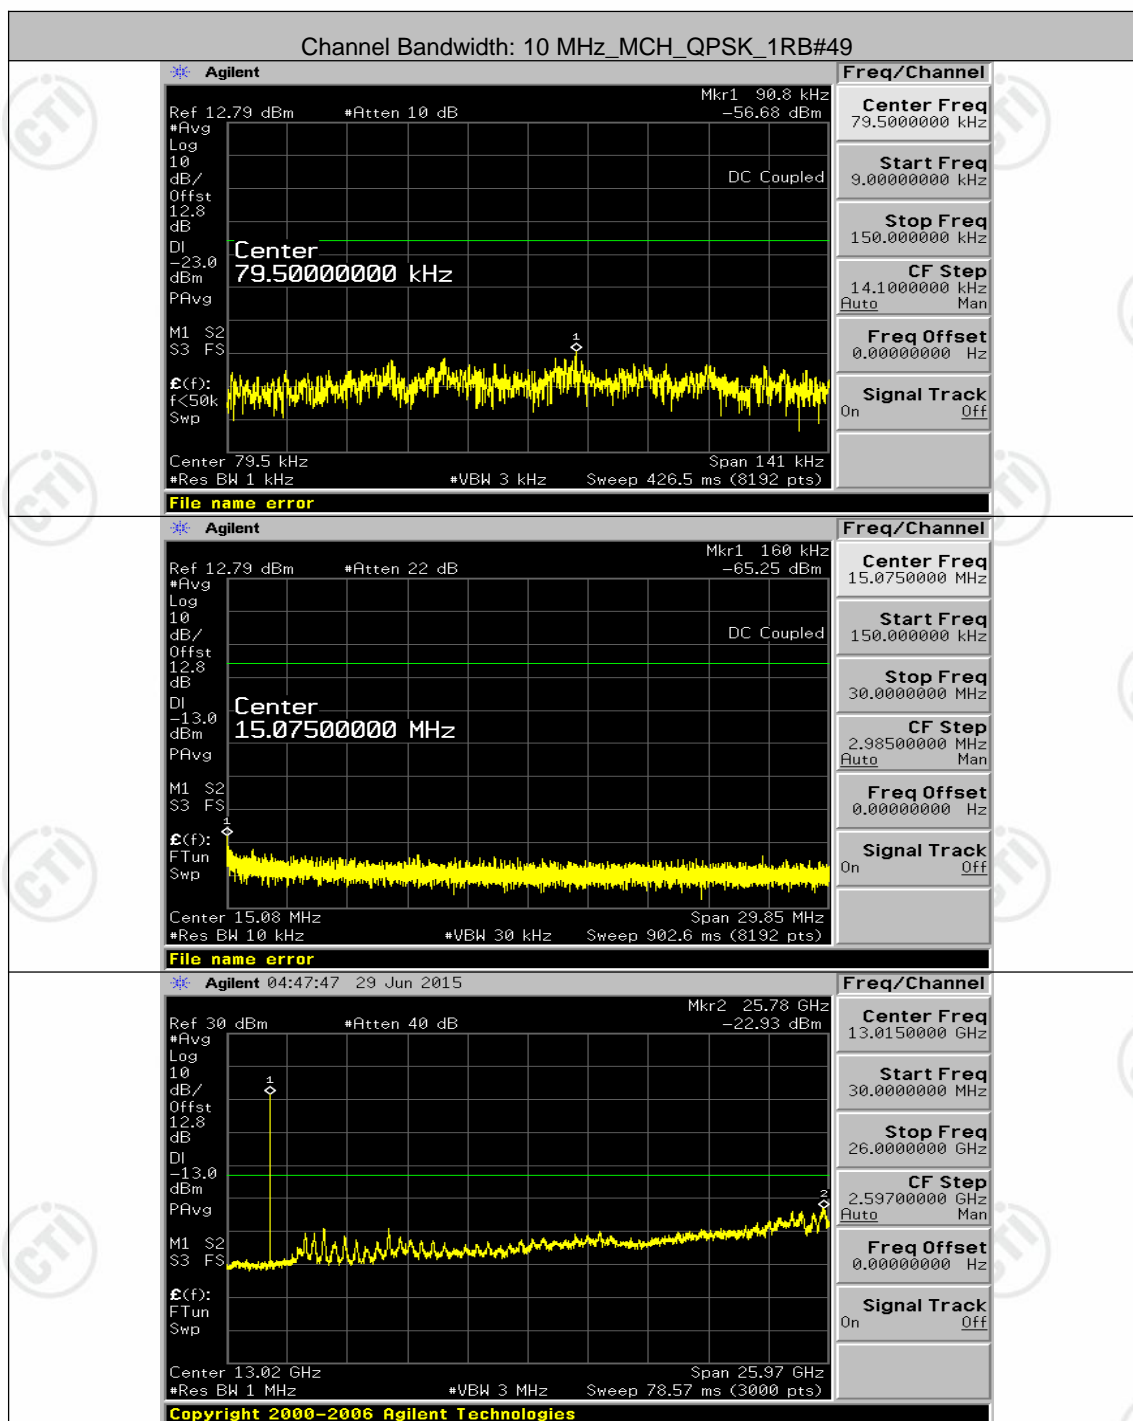 Channel Bandwidth: 10 MHz_MCH_QPSK_1RB#49
Agilent
Freq/Channel
Mkr1 90.8 kHz
Ref 12.79 dBm #Atten 10 dB -56.68 dBm
#Avg
Log
10
dB/
Offst
12.8
dB
DI
-23.0
dBm
PAvg
M1 S2
S3 FS
£(f):
f<50k
Swp
DC Coupled
Center
79.50000000 kHz
1
Center 79.5 kHz Span 141 kHz
#Res BW 1 kHz #VBW 3 kHz Sweep 426.5 ms (8192 pts)
File name error
Center Freq
79.5000000 kHz
Start Freq
9.00000000 kHz
Stop Freq
150.000000 kHz
CF Step
14.1000000 kHz
Auto Man
Freq Offset
0.00000000 Hz
Signal Track
On Off
Agilent
Freq/Channel
Mkr1 160 kHz
Ref 12.79 dBm #Atten 22 dB -65.25 dBm
#Avg
Log
10
dB/
Offst
12.8
dB
DI
-13.0
dBm
PAvg
M1 S2
S3 FS
£(f):
FTun
Swp
DC Coupled
Center
15.07500000 MHz
1
Center 15.08 MHz Span 29.85 MHz
#Res BW 10 kHz #VBW 30 kHz Sweep 902.6 ms (8192 pts)
File name error
Center Freq
15.0750000 MHz
Start Freq
150.000000 kHz
Stop Freq
30.0000000 MHz
CF Step
2.98500000 MHz
Auto Man
Freq Offset
0.00000000 Hz
Signal Track
On Off
Agilent 04:47:47 29 Jun 2015
Freq/Channel
Mkr2 25.78 GHz
Ref 30 dBm #Atten 40 dB -22.93 dBm
#Avg
Log
10
dB/
Offst
12.8
dB
DI
-13.0
dBm
PAvg
M1 S2
S3 FS
£(f):
FTun
Swp
1
2
Center 13.02 GHz Span 25.97 GHz
#Res BW 1 MHz #VBW 3 MHz Sweep 78.57 ms (3000 pts)
Copyright 2000-2006 Agilent Technologies
Center Freq
13.0150000 GHz
Start Freq
30.0000000 MHz
Stop Freq
26.0000000 GHz
CF Step
2.59700000 GHz
Auto Man
Freq Offset
0.00000000 Hz
Signal Track
On Off
CTI
CTI
CTI
CTI
CTI
CTI
CTI
CTI